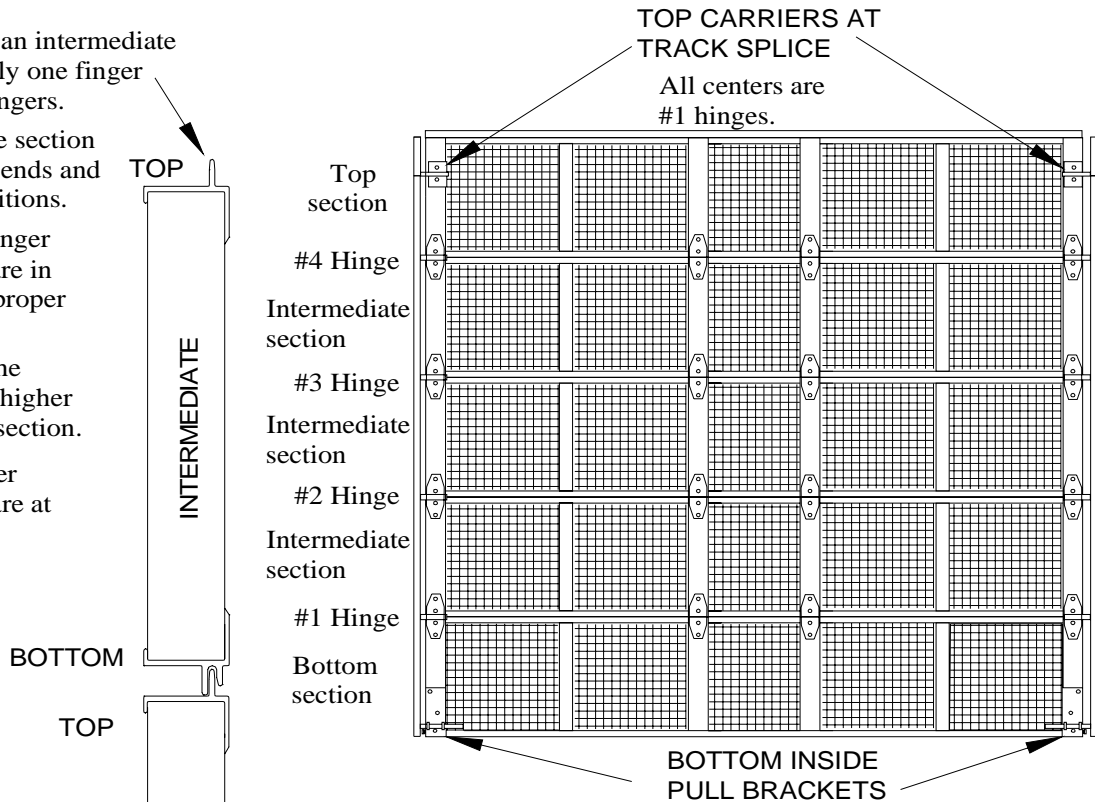 an intermediate
ly one finger
ngers.
e section
ends and
itions.
nger
re in
proper
he
higher
section.
er
re at
TOP
INTERMEDIATE
BOTTOM
TOP
TOP CARRIERS AT
TRACK SPLICE
All centers are
#1 hinges.
Top
section
#4 Hinge
Intermediate
section
#3 Hinge
Intermediate
section
#2 Hinge
Intermediate
section
#1 Hinge
Bottom
section
BOTTOM INSIDE
PULL BRACKETS